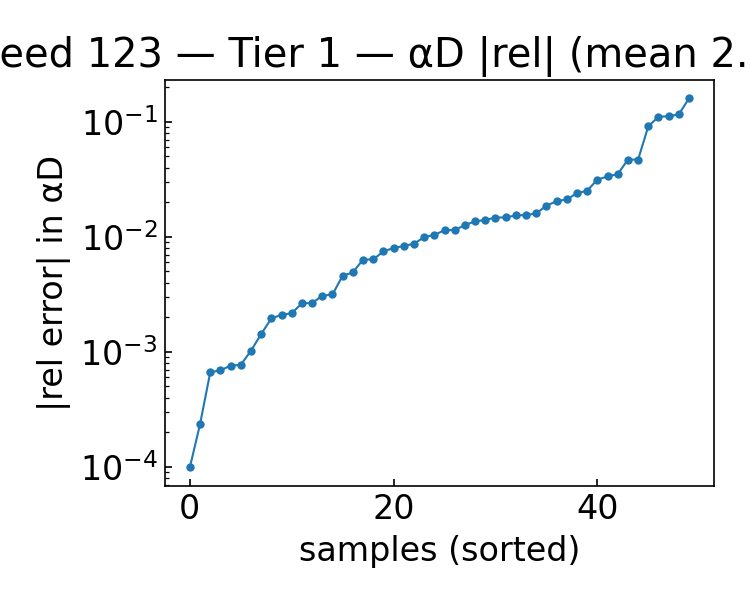 eed 123 — Tier 1 — αD |rel| (mean 2.
|rel error| in αD
10⁻¹
10⁻²
10⁻³
10⁻⁴
0 20 40
samples (sorted)